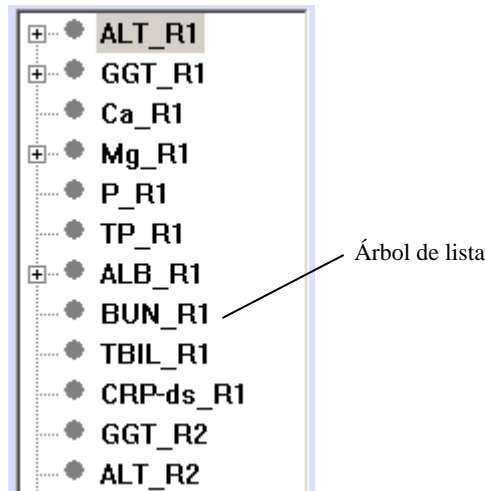 ALT_R1
GGT_R1
Ca_R1
Mg_R1
P_R1
TP_R1
Árbol de lista
ALB_R1
BUN_R1
TBIL_R1
CRP-ds_R1
GGT_R2
ALT_R2